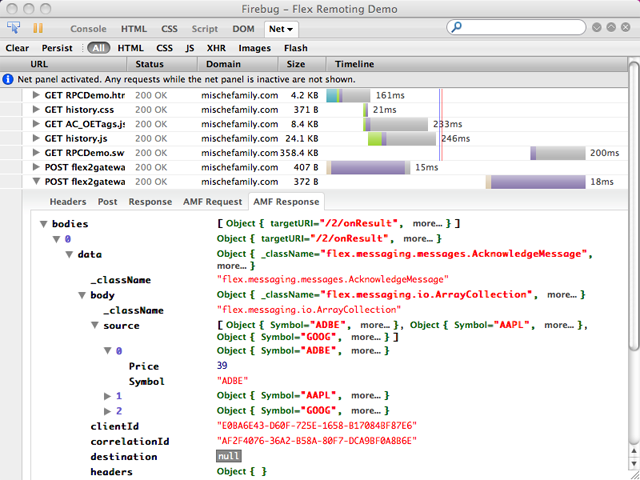 Firebug – Flex Remoting Demo
Console HTML CSS Script DOM Net
Clear Persist All HTML CSS JS XHR Images Flash
URL Status Domain Size Timeline
Net panel activated. Any requests while the net panel is inactive are not shown.
GET RPCDemo.htm 200 OK mischefamily.com 4.2 KB 161ms
GET history.css 200 OK mischefamily.com 371 B 21ms
GET AC_OETags.js 200 OK mischefamily.com 8.4 KB 233ms
GET history.js 200 OK mischefamily.com 24.1 KB 246ms
GET RPCDemo.sw 200 OK mischefamily.com 358.4 KB 200ms
POST flex2gatewa 200 OK mischefamily.com 407 B 15ms
POST flex2gatewa 200 OK mischefamily.com 372 B 18ms
Headers Post Response AMF Request AMF Response
bodies [ Object { targetURI="/2/onResult", more... } ]
0 Object { targetURI="/2/onResult", more... }
data Object { _className="flex.messaging.messages.AcknowledgeMessage",
more... }
_className "flex.messaging.messages.AcknowledgeMessage"
body Object { _className="flex.messaging.io.ArrayCollection", more... }
_className "flex.messaging.io.ArrayCollection"
source [ Object { Symbol="ADBE", more... }, Object { Symbol="AAPL", more... },
Object { Symbol="GOOG", more... } ]
0 Object { Symbol="ADBE", more... }
Price 39
Symbol "ADBE"
1 Object { Symbol="AAPL", more... }
2 Object { Symbol="GOOG", more... }
clientId "E0BA6E43-D60F-725E-1658-B17084BF87E6"
correlationId "AF2F4076-36A2-B58A-80F7-DCA9BF0A8B6E"
destination null
headers Object { }